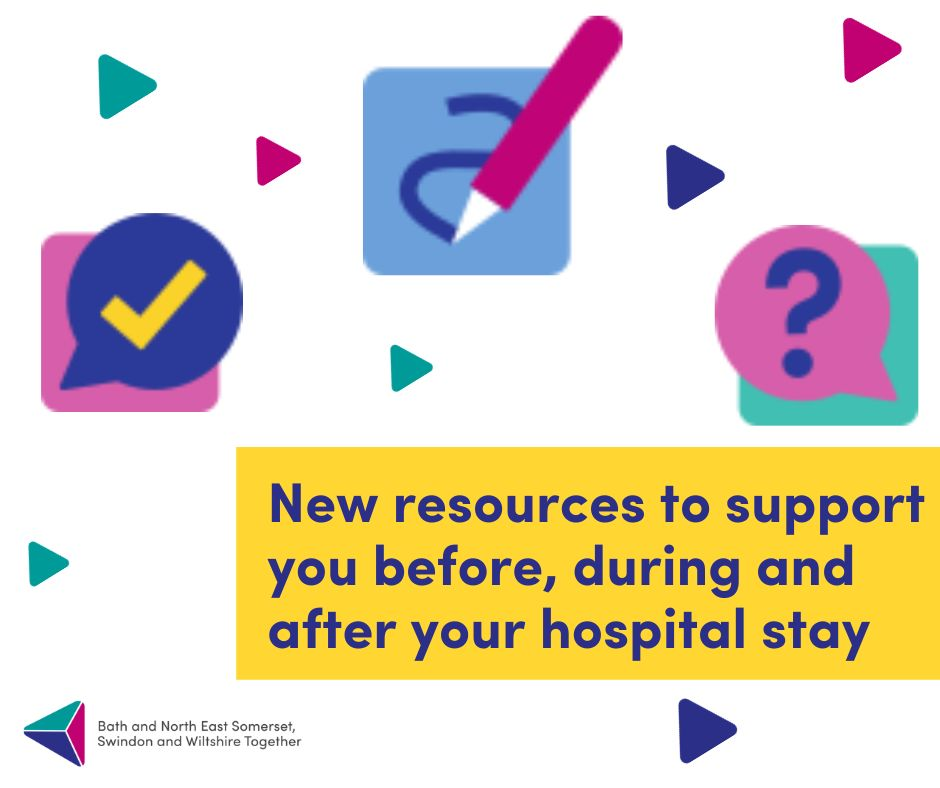 a
?
New resources to support
you before, during and
after your hospital stay
Bath and North East Somerset,
Swindon and Wiltshire Together